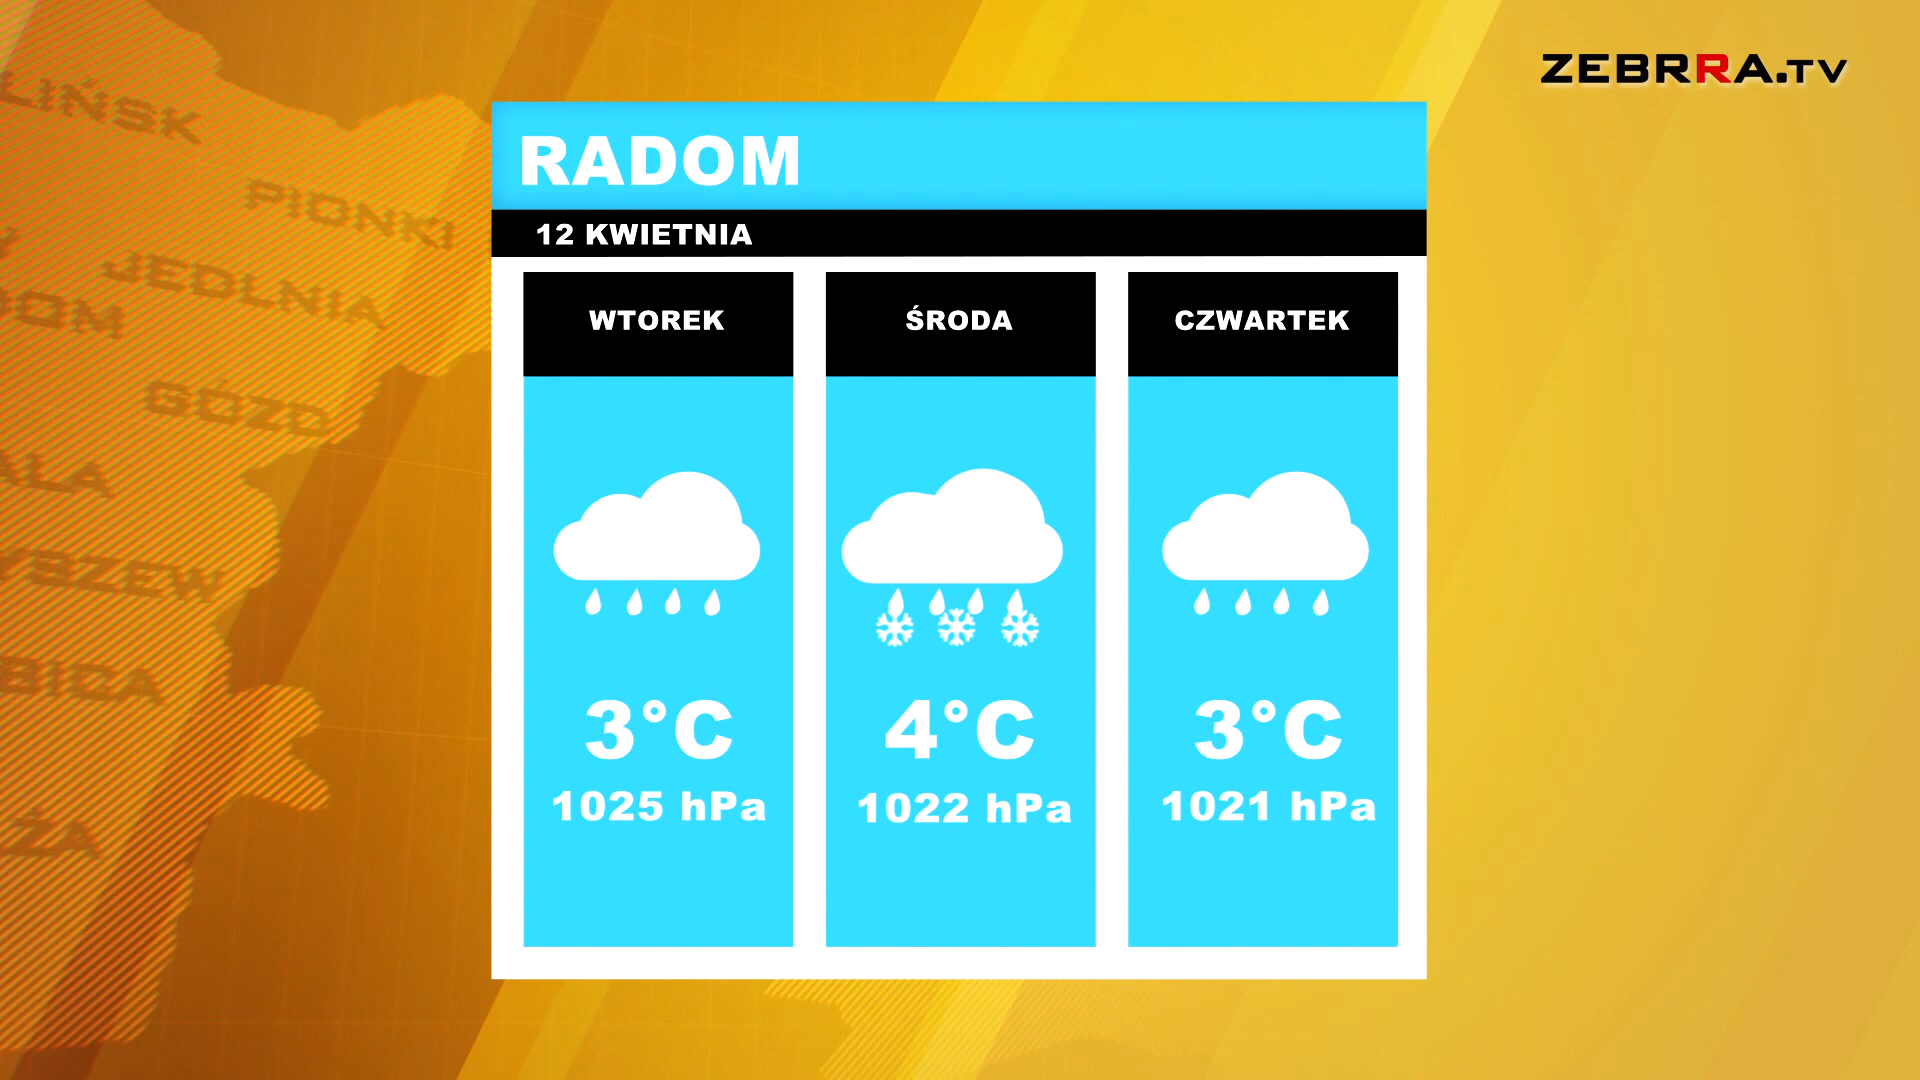 ZEBRRA.TV
RADOM
12 KWIETNIA
WTOREK
ŚRODA
CZWARTEK
3°C
4°C
3°C
1025 hPa
1022 hPa
1021 hPa
PIONKI
JEDLNIA
GÓZD